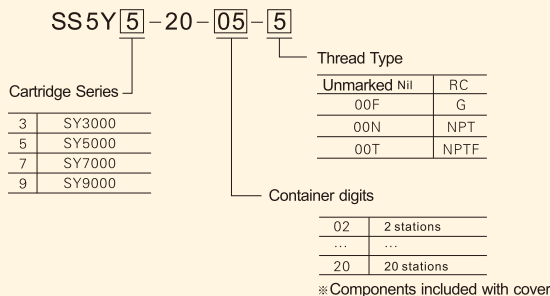 SS5Y 5 -20- 05 - 5
Thread Type
Unmarked Nil RC
00F G
00N NPT
00T NPTF
Cartridge Series
3 SY3000
5 SY5000
7 SY7000
9 SY9000
Container digits
02 2 stations
... ...
20 20 stations
※Components included with cover